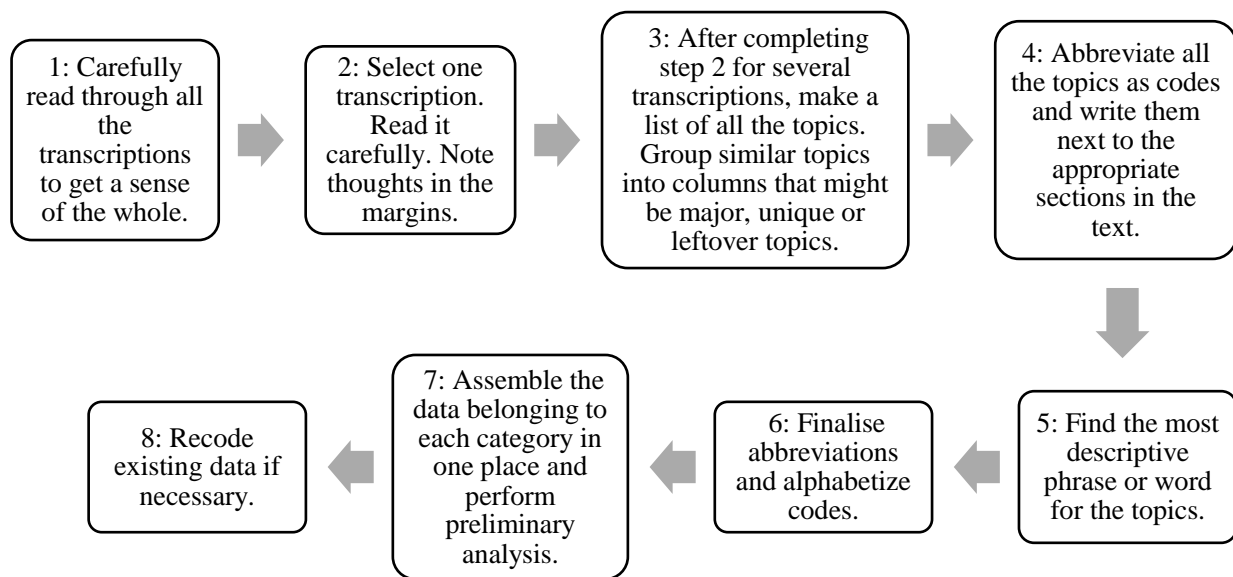 1: Carefully
read through all
the
transcriptions
to get a sense
of the whole.
2: Select one
transcription.
Read it
carefully. Note
thoughts in the
margins.
3: After completing
step 2 for several
transcriptions, make a
list of all the topics.
Group similar topics
into columns that might
be major, unique or
leftover topics.
4: Abbreviate all
the topics as codes
and write them
next to the
appropriate
sections in the
text.
5: Find the most
descriptive
phrase or word
for the topics.
6: Finalise
abbreviations
and alphabetize
codes.
7: Assemble the
data belonging to
each category in
one place and
perform
preliminary
analysis.
8: Recode
existing data if
necessary.